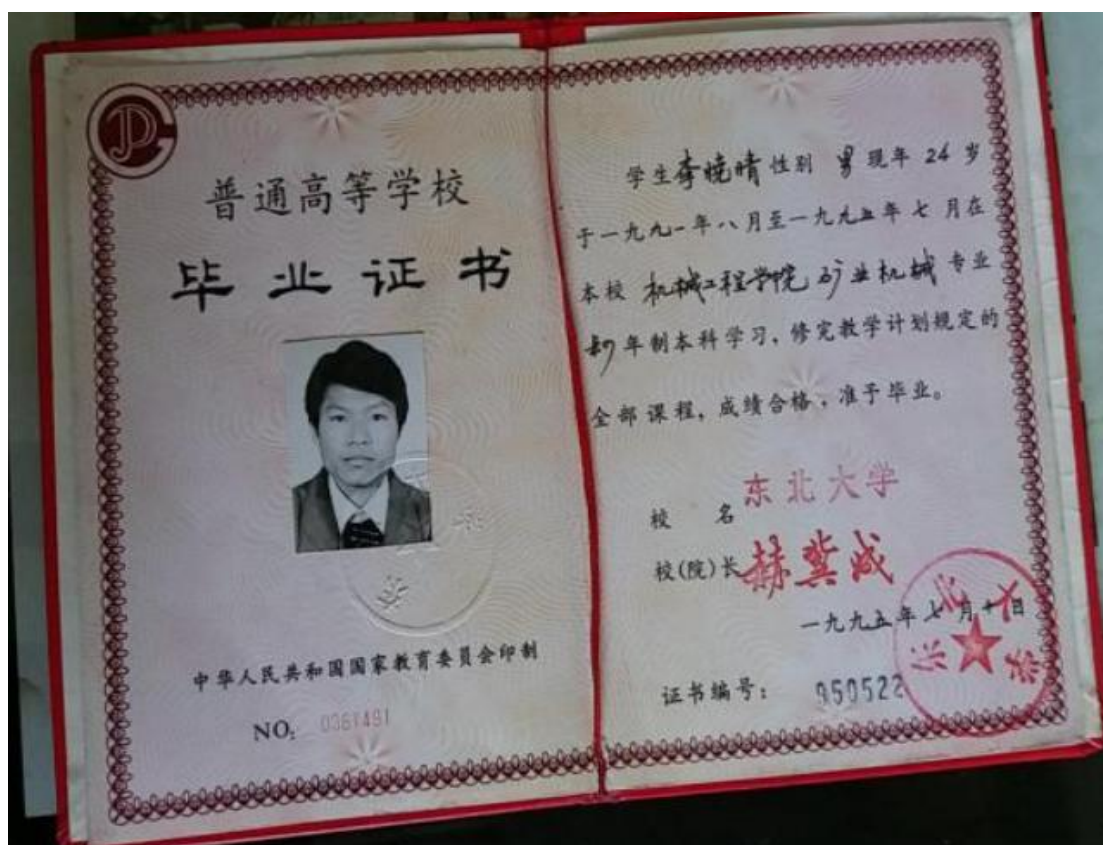 普通高等学校
毕业证书
中华人民共和国国家教育委员会印制
NO: 0361491
学生李晓晴性别 男 现年 24 岁
于一九九一年八月至一九九五年七月在
本校 机械工程学院 矿业机械 专业
四年制本科学习，修完教学计划规定的
全部课程，成绩合格，准予毕业。
校 名 东北大学
校(院)长 赫冀成
一九九五年七月十日
证书编号： 950522
东北大学